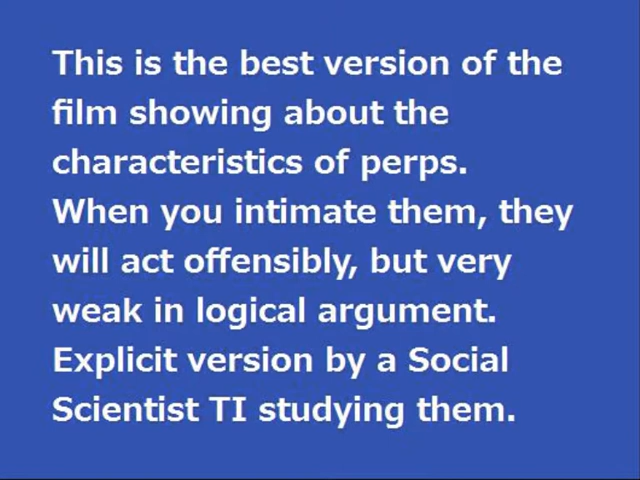 This is the best version of the
film showing about the
characteristics of perps.
When you intimate them, they
will act offensibly, but very
weak in logical argument.
Explicit version by a Social
Scientist TI studying them.